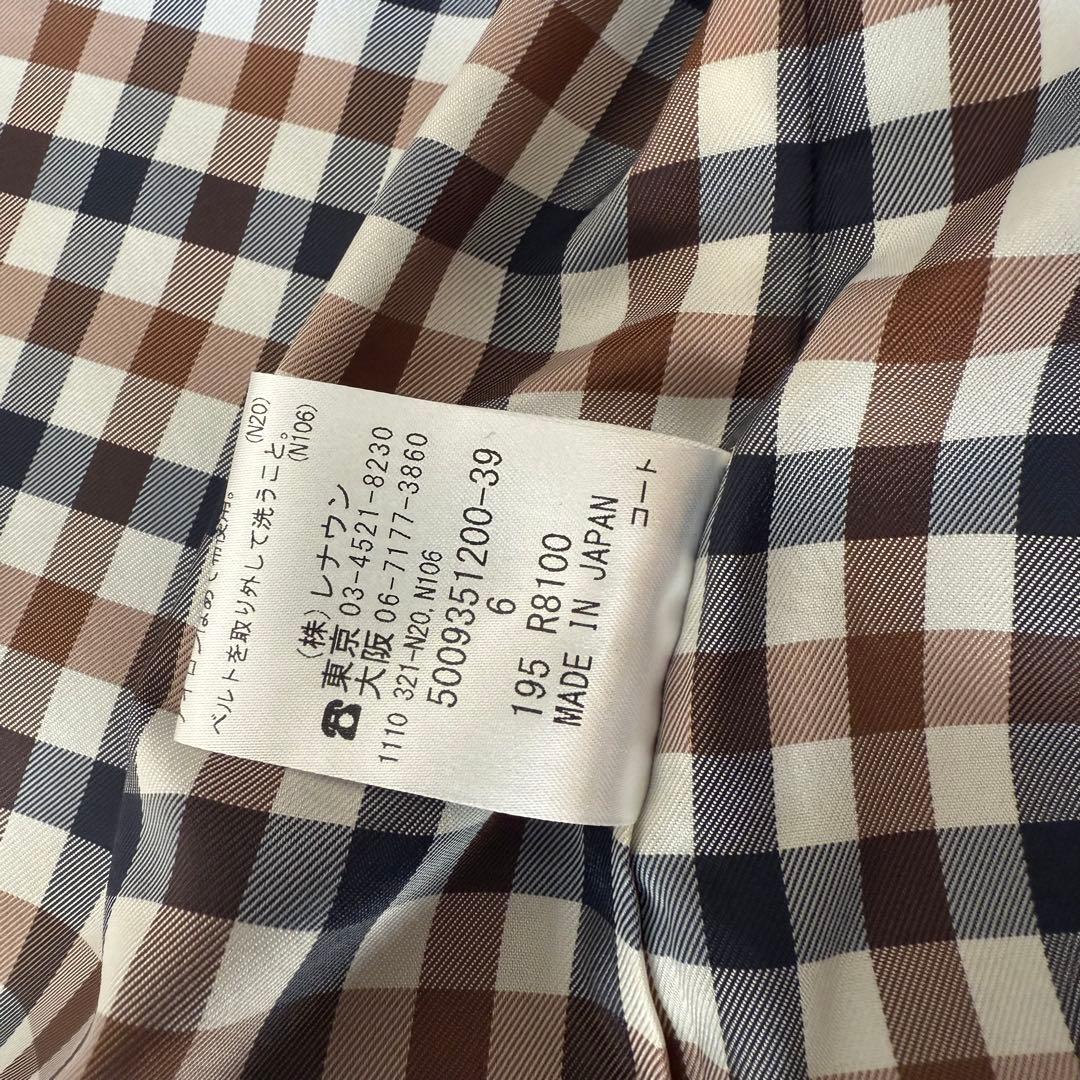 使用。(N20)
ベルトを取り外して洗うこと。
(N106)
(株)レナウン
☎東京 03-4521-8230
大阪 06-7177-3860
1110 321-N20,N106
5009351200-39
6
195 R8100
MADE IN JAPAN
コート